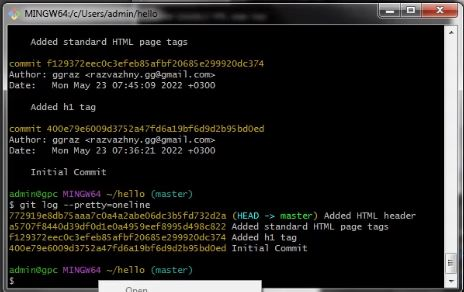 MINGW64:/c/Users/admin/hello
Added standard HTML page tags
commit f129372eec0c3efeb85afbf20685e299920dc374
Author: ggraz <razvazhny.gg@gmail.com>
Date:   Mon May 23 07:45:09 2022 +0300
Added h1 tag
commit 400e79e6009d3752a47fd6a19bf6d9d2b95bd0ed
Author: ggraz <razvazhny.gg@gmail.com>
Date:   Mon May 23 07:36:21 2022 +0300
Initial Commit
admin@gpc MINGW64 ~/hello (master)
$ git log --pretty=oneline
772919e8db75aaa7c0a4a2abe06dc3b5fd732d2a (HEAD -> master) Added HTML header
a5707f8440d39df0d1e0a4959eef8995d498c822 Added standard HTML page tags
f129372eec0c3efeb85afbf20685e299920dc374 Added h1 tag
400e79e6009d3752a47fd6a19bf6d9d2b95bd0ed Initial Commit
admin@gpc MINGW64 ~/hello (master)
$
Open